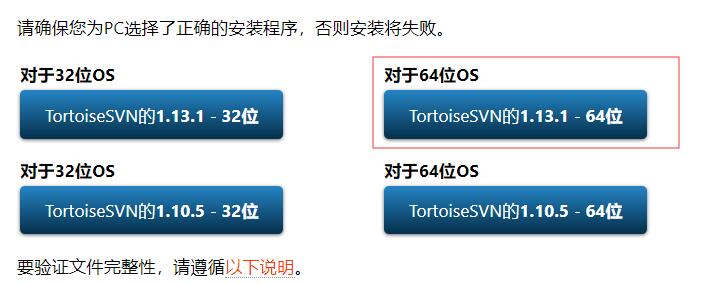 请确保您为PC选择了正确的安装程序，否则安装将失败。
对于32位OS
对于64位OS
TortoiseSVN的1.13.1 - 32位
TortoiseSVN的1.13.1 - 64位
对于32位OS
对于64位OS
TortoiseSVN的1.10.5 - 32位
TortoiseSVN的1.10.5 - 64位
要验证文件完整性，请遵循以下说明。